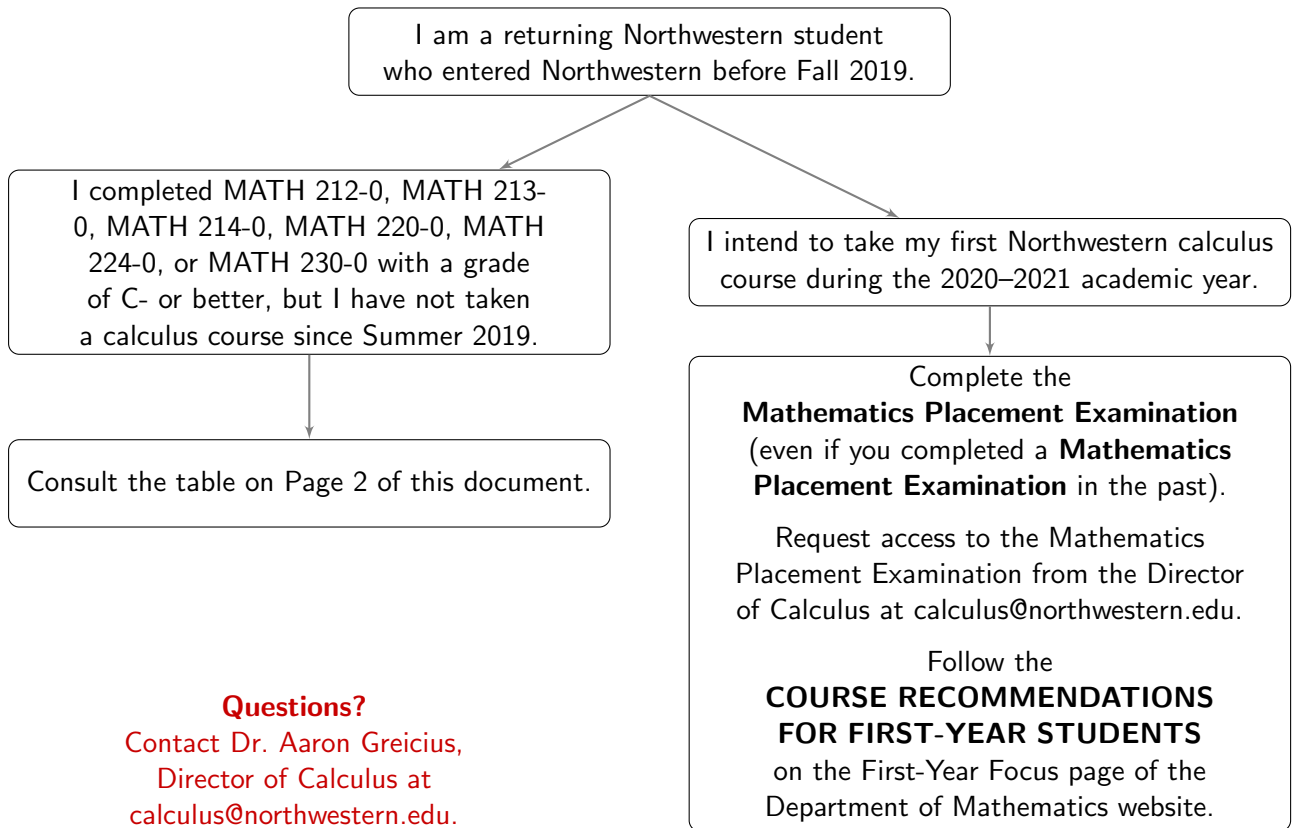 I am a returning Northwestern student
who entered Northwestern before Fall 2019.
I completed MATH 212-0, MATH 213-
0, MATH 214-0, MATH 220-0, MATH
224-0, or MATH 230-0 with a grade
of C- or better, but I have not taken
a calculus course since Summer 2019.
I intend to take my first Northwestern calculus
course during the 2020–2021 academic year.
Consult the table on Page 2 of this document.
Complete the
Mathematics Placement Examination
(even if you completed a Mathematics
Placement Examination in the past).
Request access to the Mathematics
Placement Examination from the Director
of Calculus at calculus@northwestern.edu.
Follow the
COURSE RECOMMENDATIONS
FOR FIRST-YEAR STUDENTS
on the First-Year Focus page of the
Department of Mathematics website.
Questions?
Contact Dr. Aaron Greicius,
Director of Calculus at
calculus@northwestern.edu.